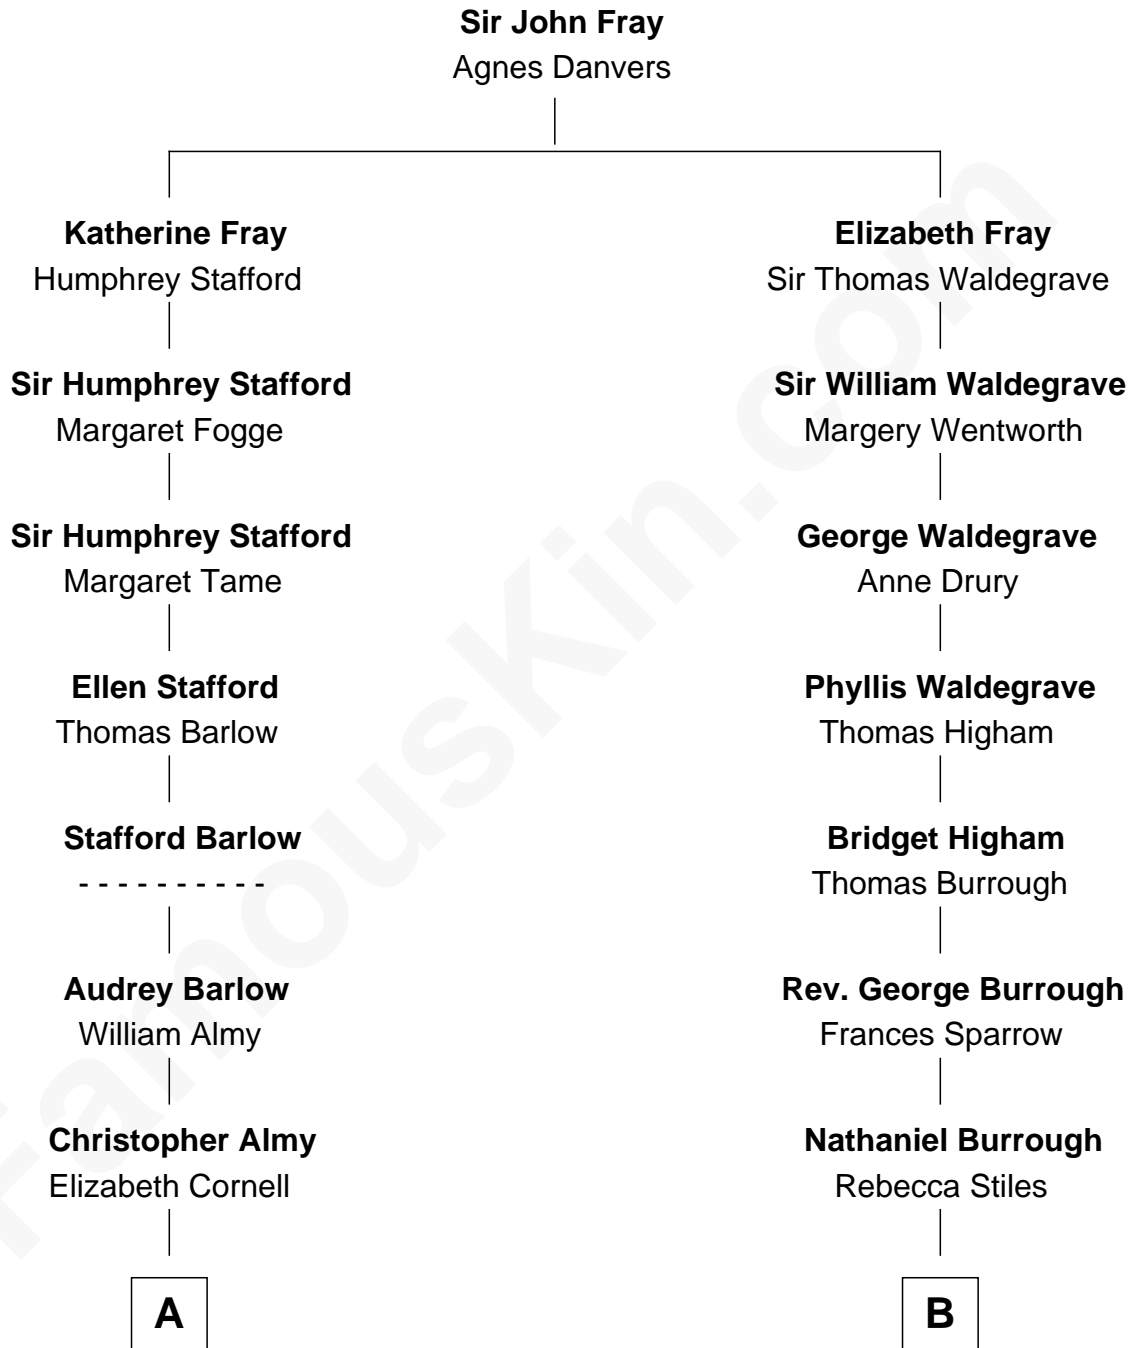 Sir John Fray
Agnes Danvers
Katherine Fray
Humphrey Stafford
Sir Humphrey Stafford
Margaret Fogge
Sir Humphrey Stafford
Margaret Tame
Ellen Stafford
Thomas Barlow
Stafford Barlow
- - - - - - - - - -
Audrey Barlow
William Almy
Christopher Almy
Elizabeth Cornell
A
Elizabeth Fray
Sir Thomas Waldegrave
Sir William Waldegrave
Margery Wentworth
George Waldegrave
Anne Drury
Phyllis Waldegrave
Thomas Higham
Bridget Higham
Thomas Burrough
Rev. George Burrough
Frances Sparrow
Nathaniel Burrough
Rebecca Stiles
B
FamousKin.com